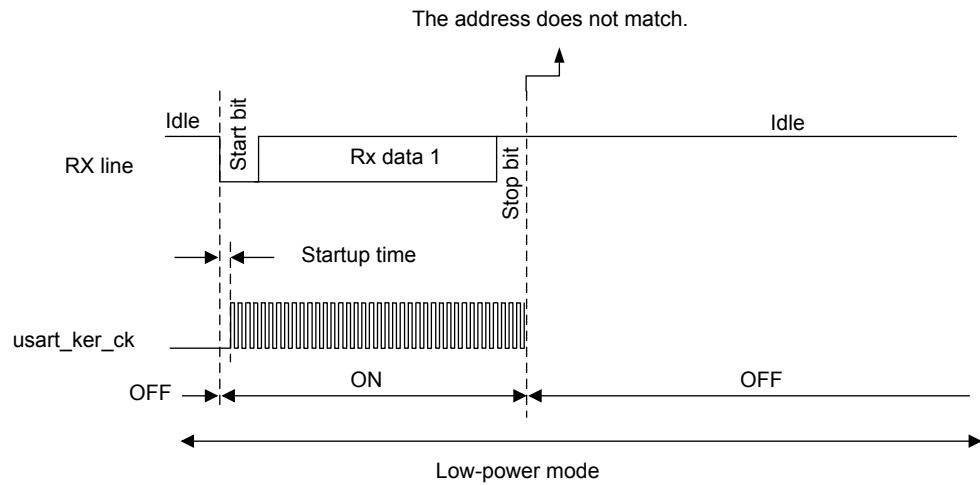 The address does not match.
Idle
Start bit
Rx data 1
Stop bit
Idle
RX line
Startup time
usart_ker_ck
OFF
ON
OFF
Low-power mode